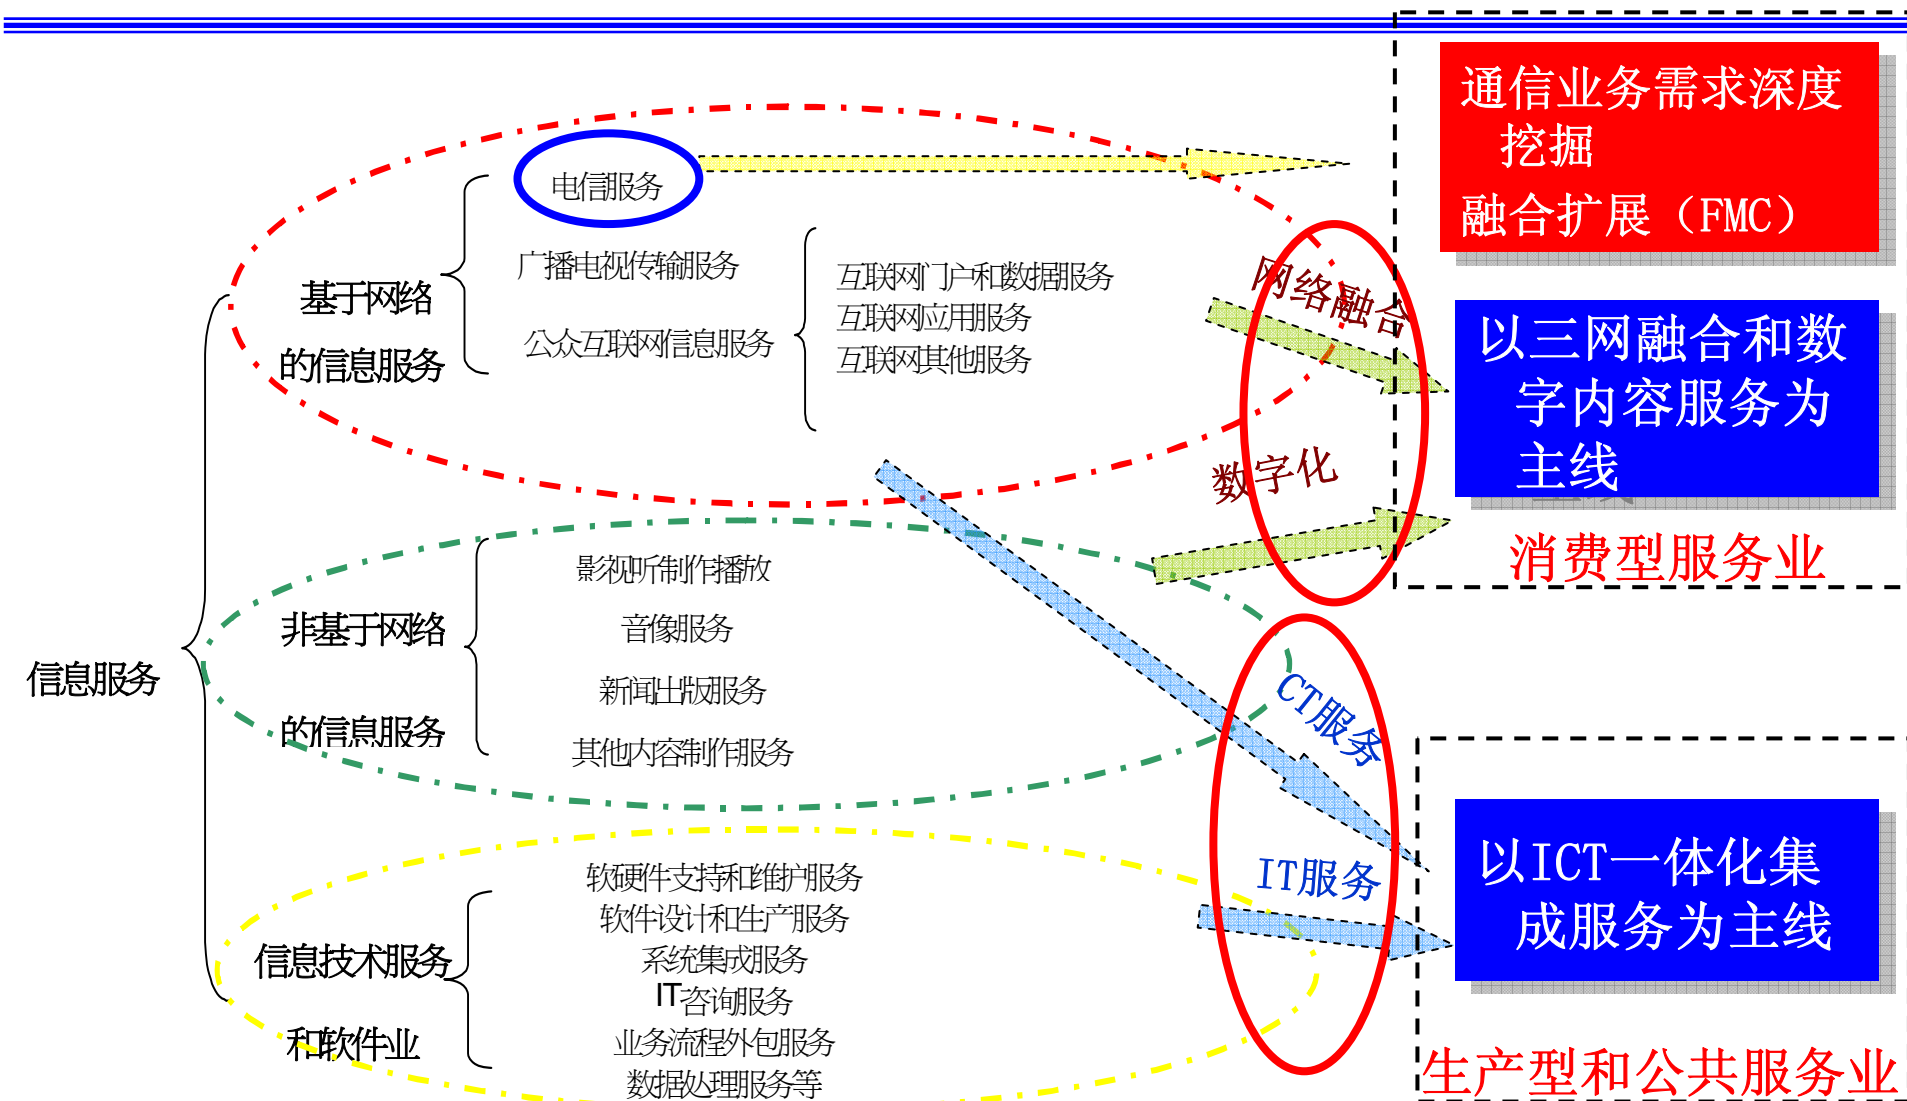 通信业务需求深度
挖掘
融合扩展（FMC）
电信服务
广播电视传输服务
公众互联网信息服务
互联网门户和数据服务
互联网应用服务
互联网其他服务
基于网络
的信息服务
网络融合
数字化
以三网融合和数
字内容服务为
主线
消费型服务业
信息服务
非基于网络
的信息服务
影视听制作播放
音像服务
新闻出版服务
其他内容制作服务
CT服务
IT服务
以ICT一体化集
成服务为主线
生产型和公共服务业
信息技术服务
和软件业
软硬件支持和维护服务
软件设计和生产服务
系统集成服务
IT咨询服务
业务流程外包服务
数据处理服务等